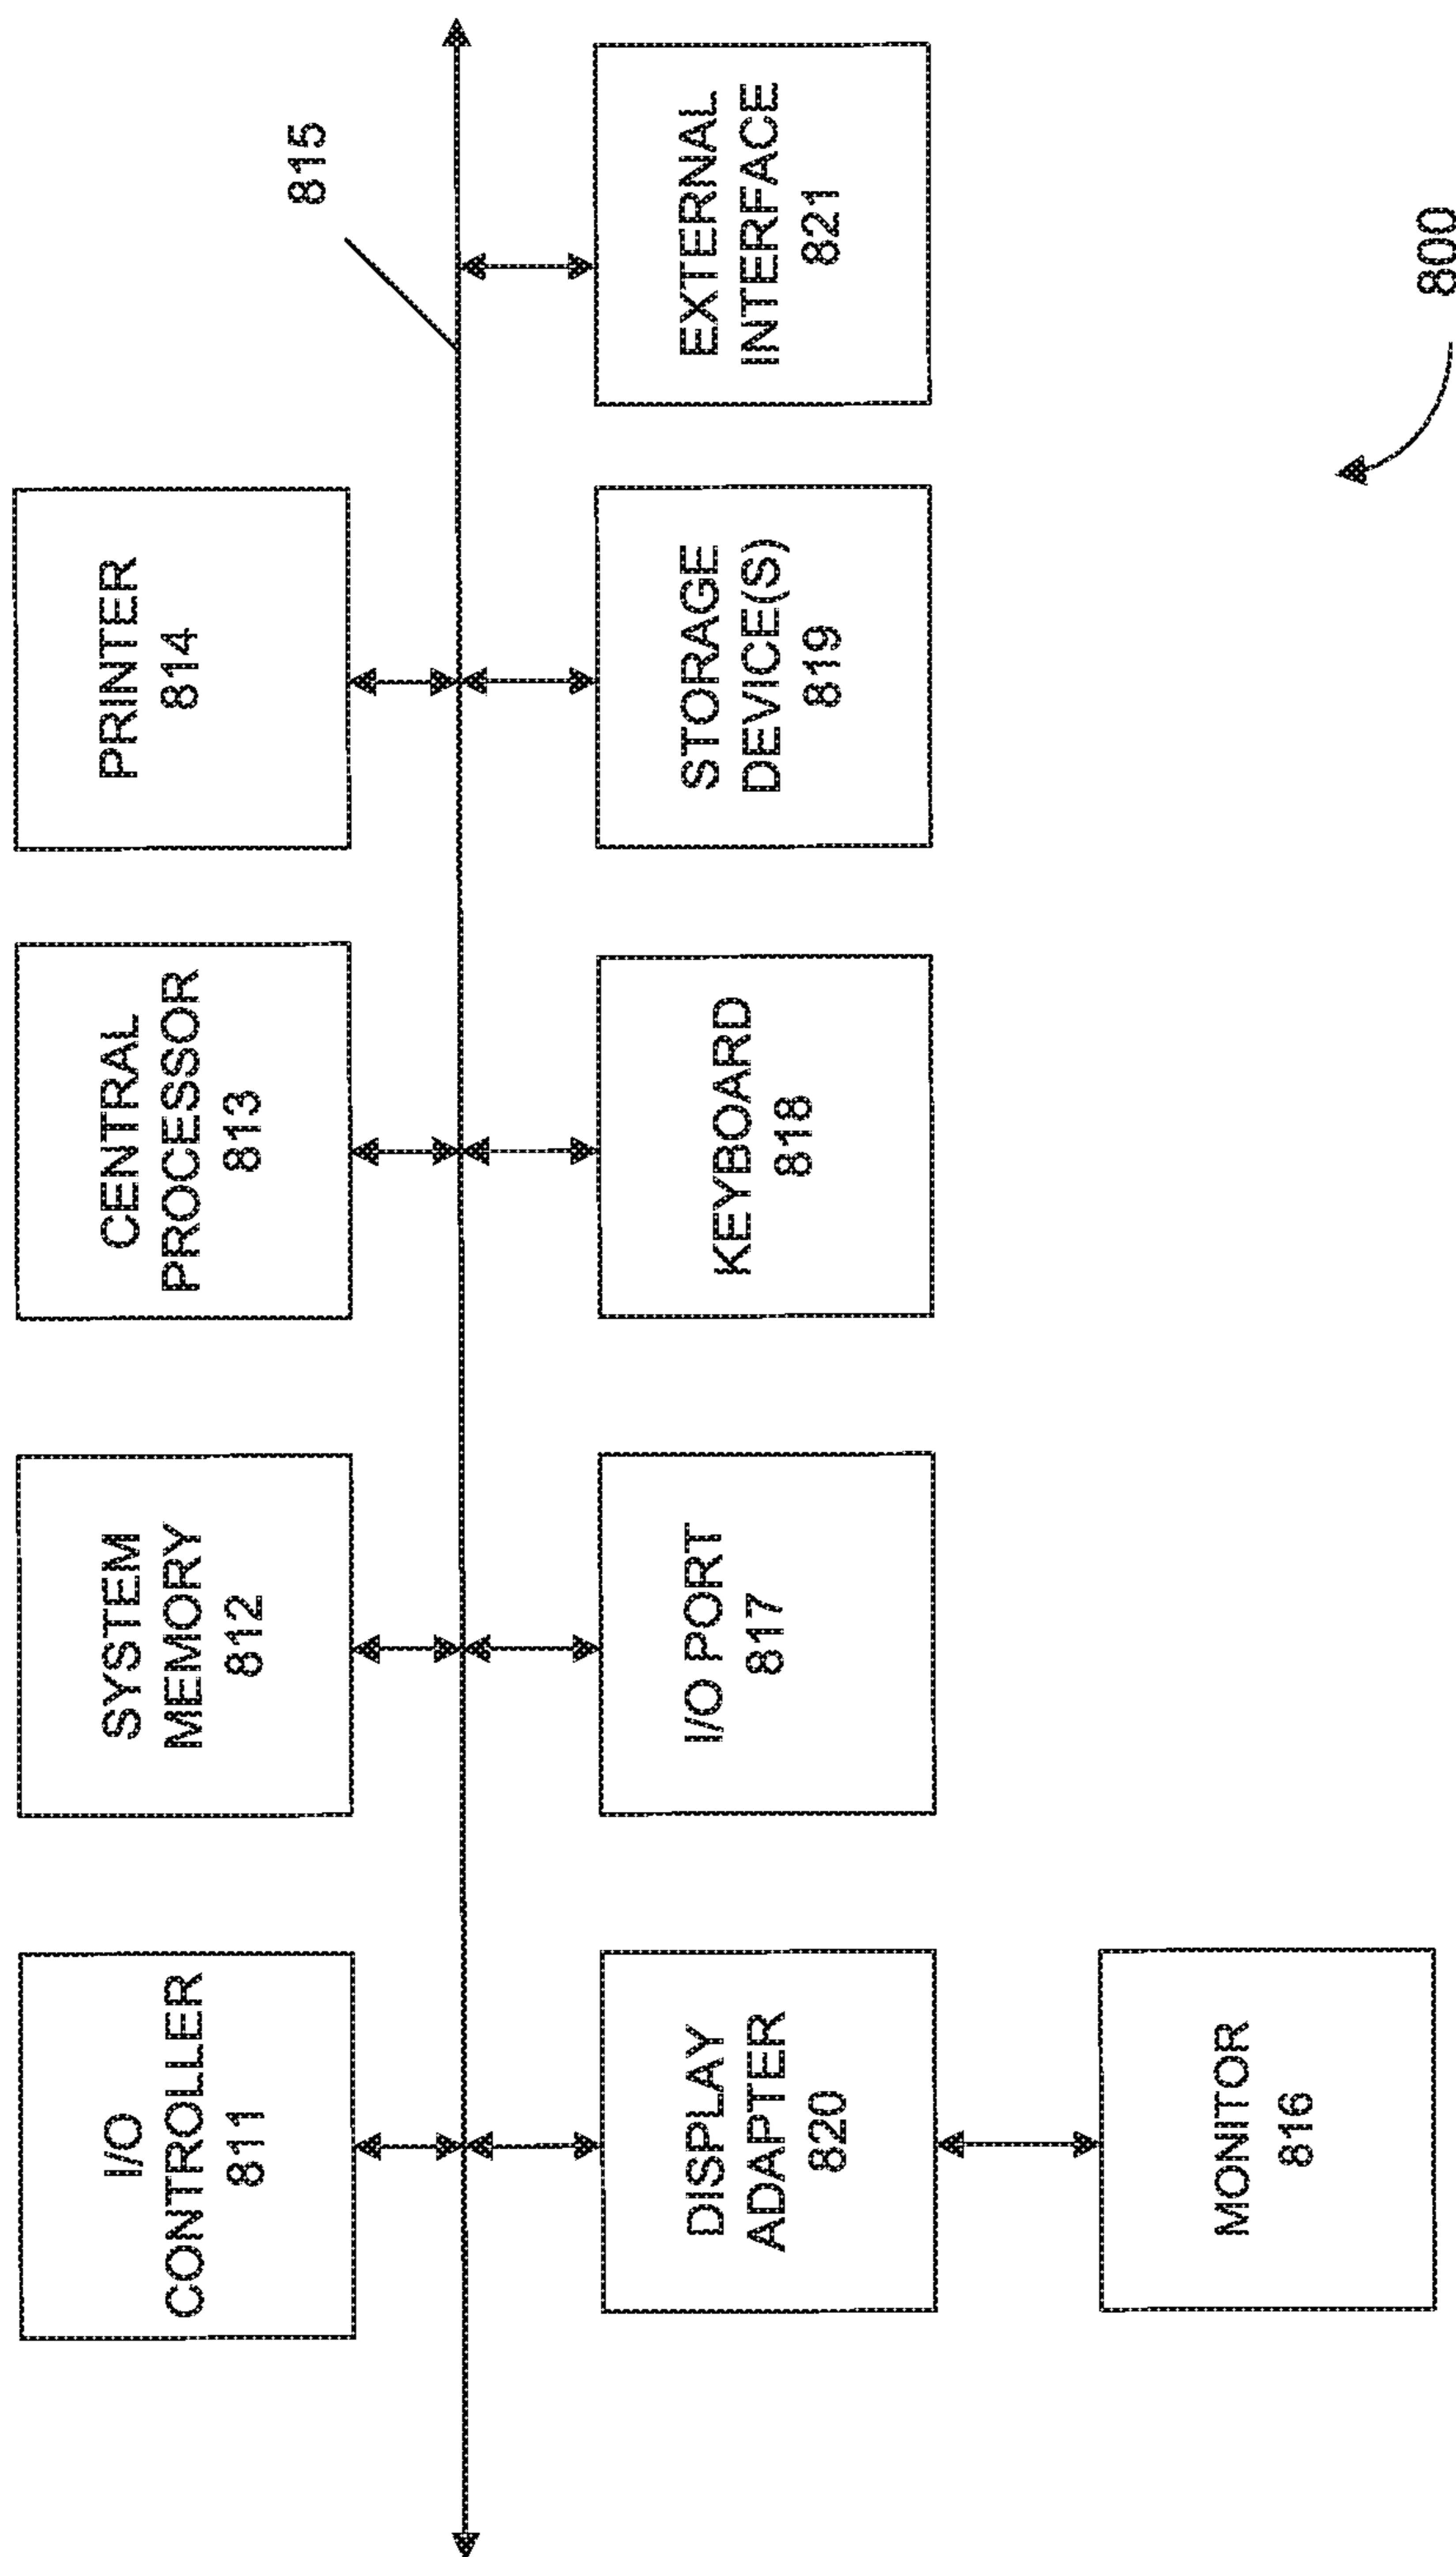 I/O
CONTROLLER
811
SYSTEM
MEMORY
812
CENTRAL
PROCESSOR
813
PRINTER
814
815
DISPLAY
ADAPTER
820
I/O PORT
817
KEYBOARD
818
STORAGE
DEVICE(S)
819
EXTERNAL
INTERFACE
821
MONITOR
816
800